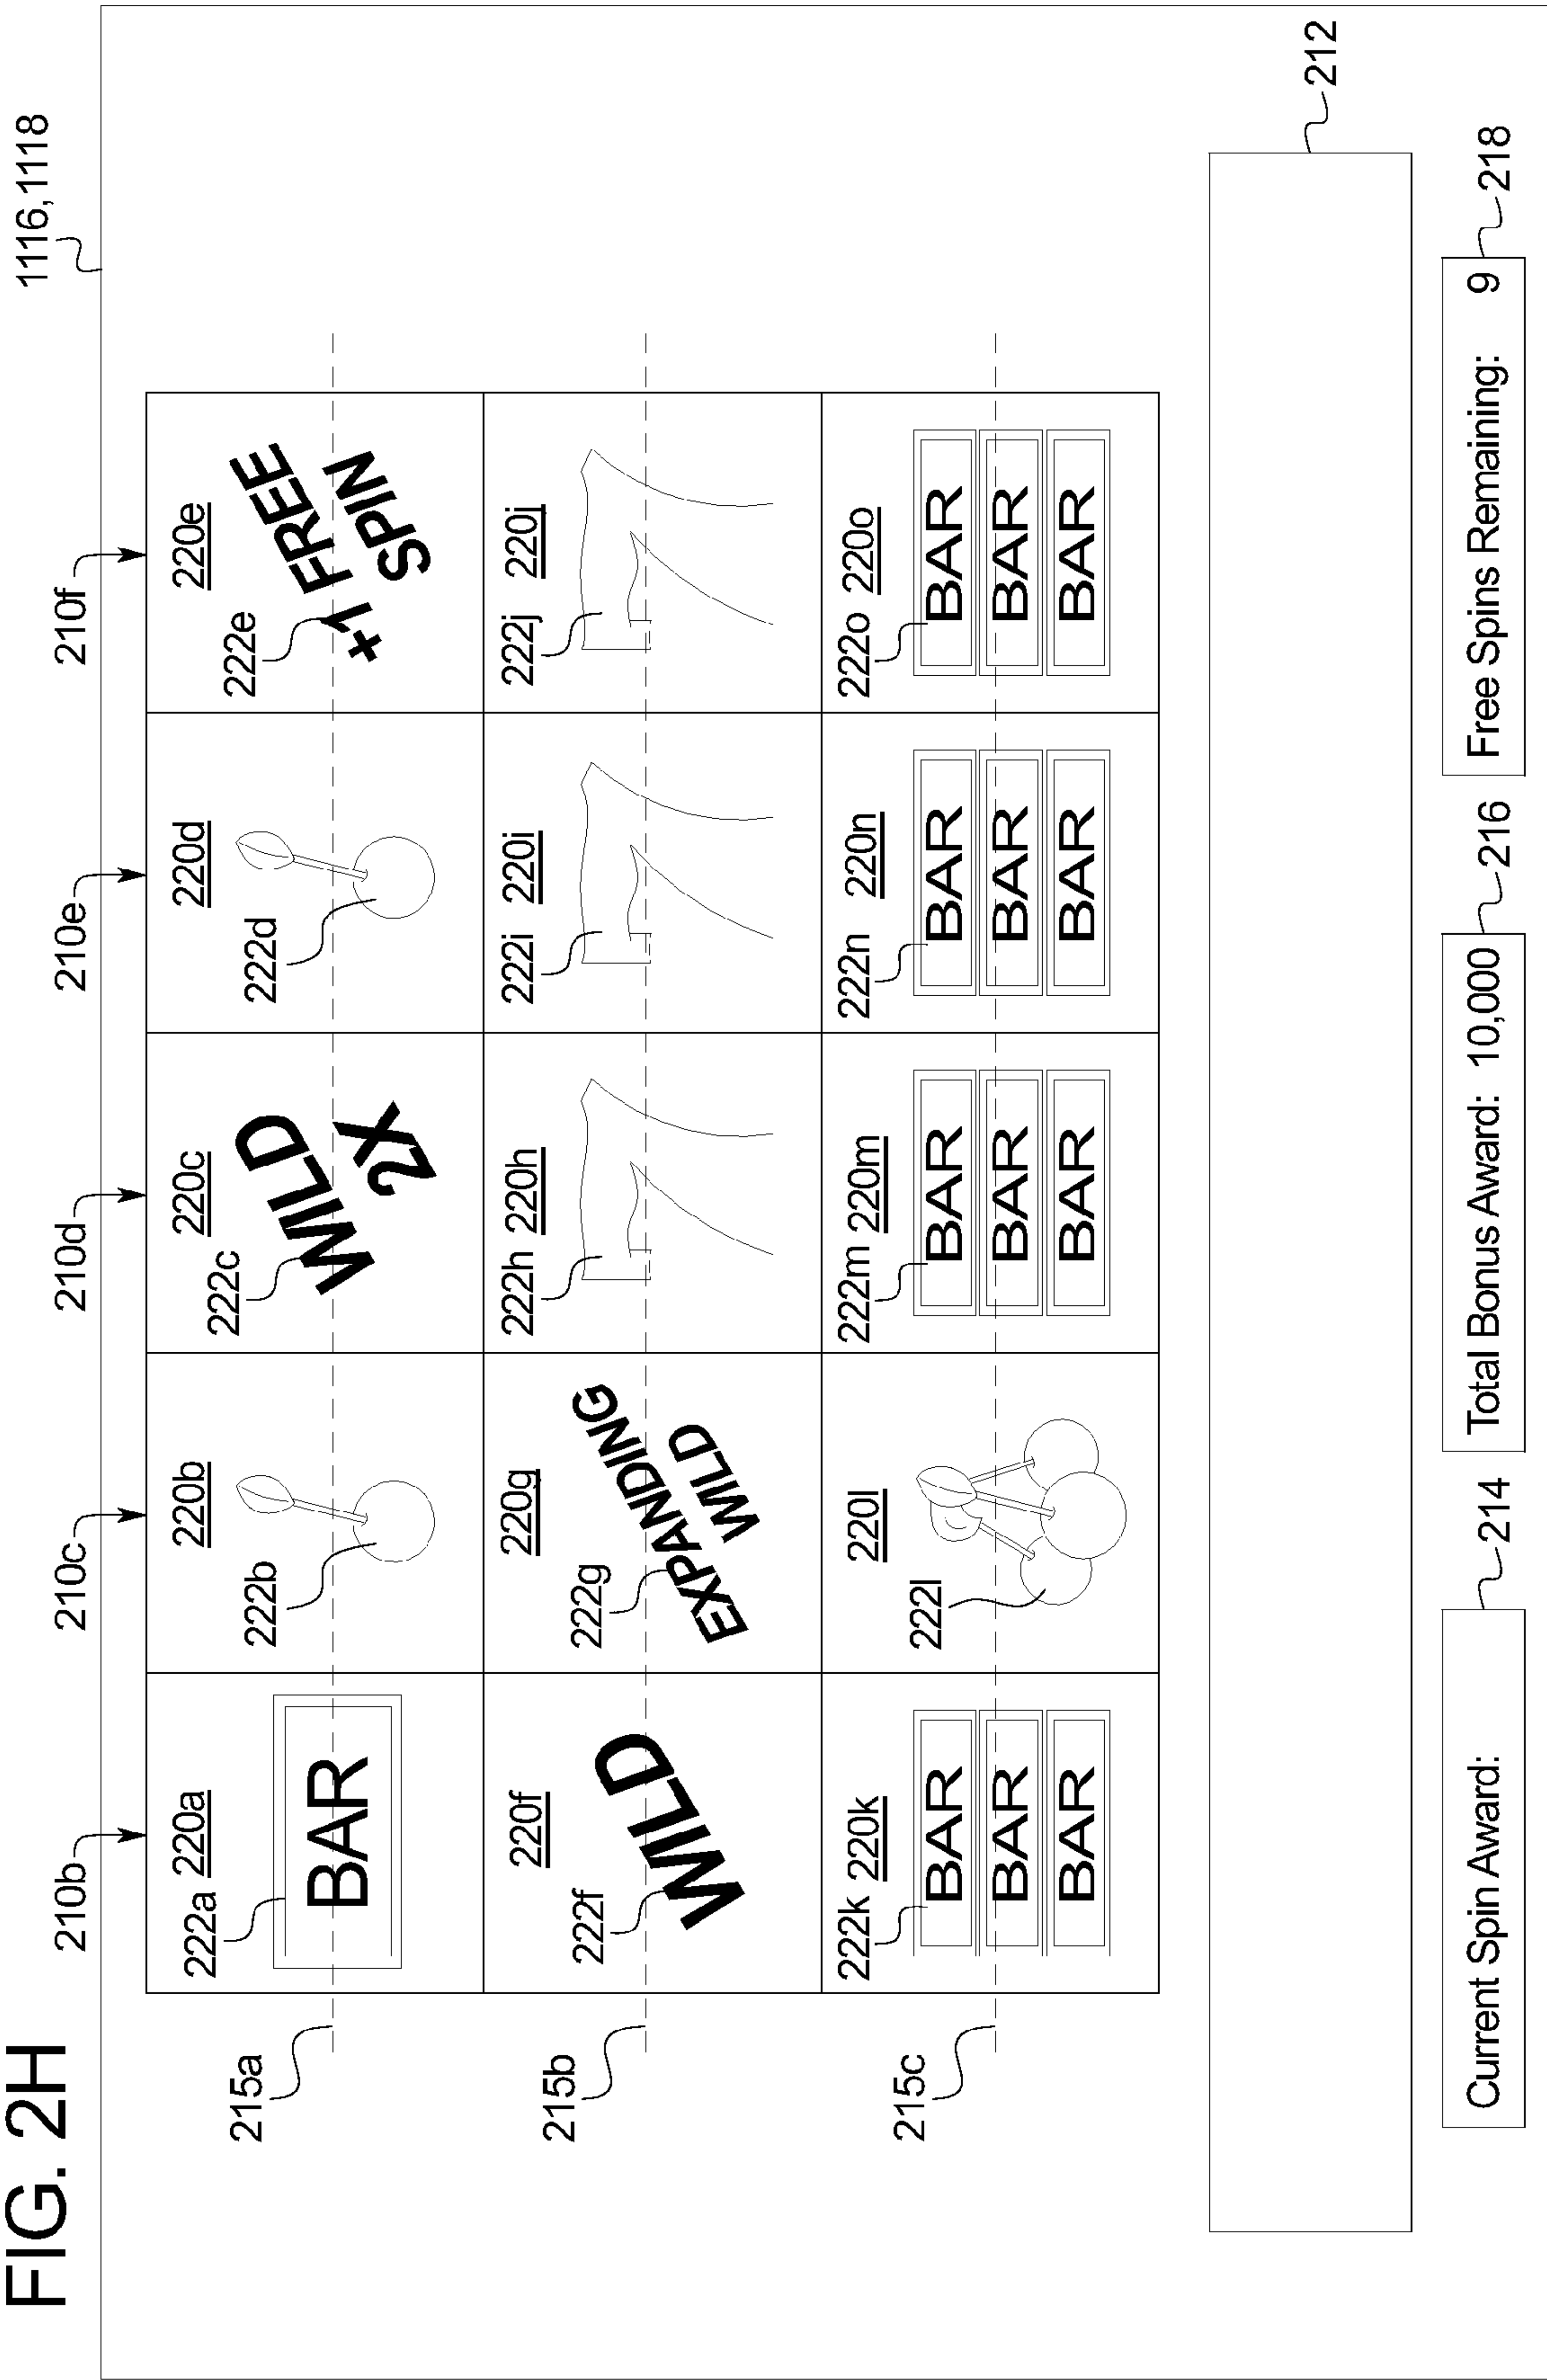 FIG. 2H
1116,1118
210b 210c 210d 210e 210f
220a 220b 220c 220d 220e
222a 222b 222c 222d 222e
BAR WILD 2X +1 FREE SPIN
215a
220f 220g 220h 220i 220j
222f 222g 222h 222i 222j
WILD EXPANDING WILD
215b
222k 220k 220l 222m 220m 222n 220n 222o 220o
222l
BAR BAR BAR BAR
BAR BAR BAR BAR
BAR BAR BAR BAR
215c
212
Current Spin Award: 214 Total Bonus Award: 10,000 216 Free Spins Remaining: 9 218